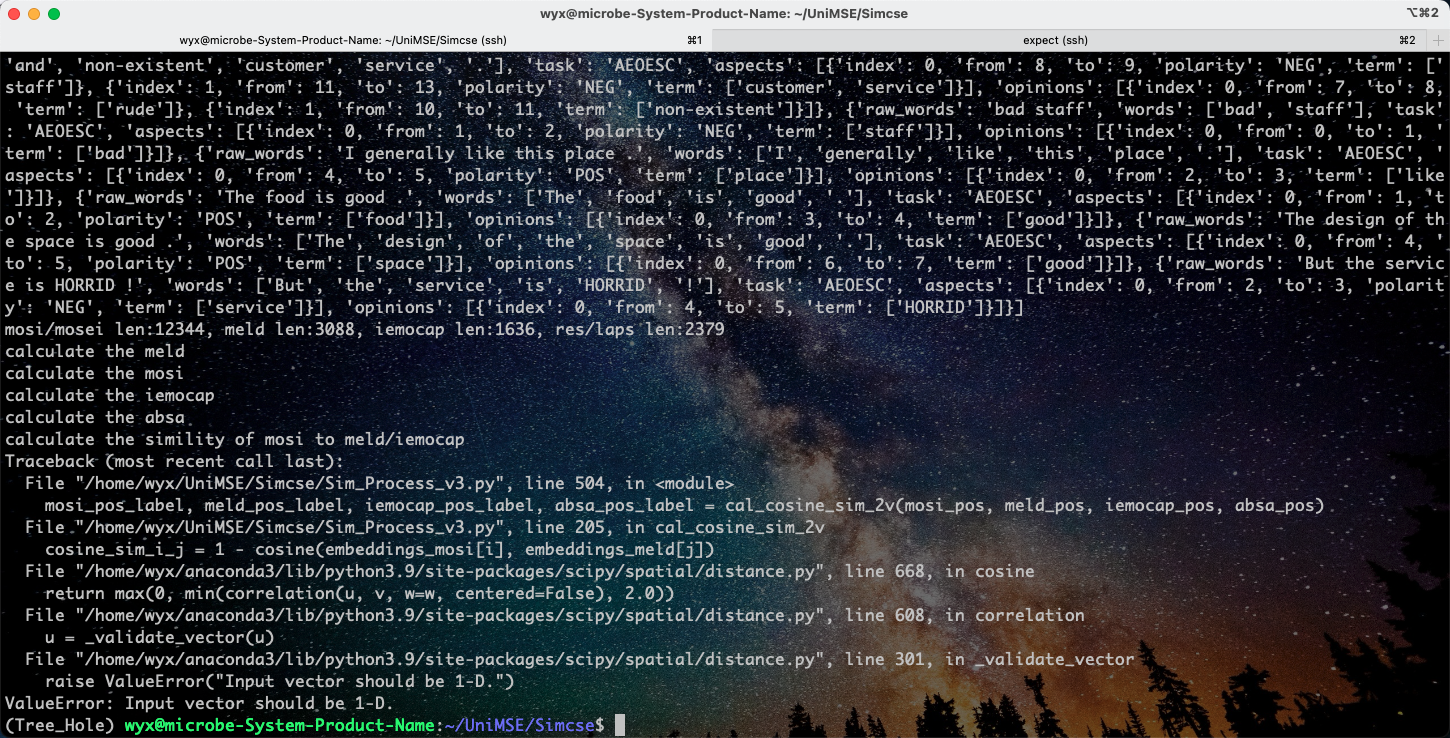 wyx@microbe-System-Product-Name: ~/UniMSE/Simcse
⌥⌘2
wyx@microbe-System-Product-Name: ~/UniMSE/Simcse (ssh)
⌘1
expect (ssh)
⌘2
'and', 'non-existent', 'customer', 'service', '.'], 'task': 'AEOESC', 'aspects': [{'index': 0, 'from': 8, 'to': 9, 'polarity': 'NEG', 'term': ['
staff']}, {'index': 1, 'from': 11, 'to': 13, 'polarity': 'NEG', 'term': ['customer', 'service']}], 'opinions': [{'index': 0, 'from': 7, 'to': 8,
 'term': ['rude']}, {'index': 1, 'from': 10, 'to': 11, 'term': ['non-existent']}]}, {'raw_words': 'bad staff', 'words': ['bad', 'staff'], 'task'
: 'AEOESC', 'aspects': [{'index': 0, 'from': 1, 'to': 2, 'polarity': 'NEG', 'term': ['staff']}], 'opinions': [{'index': 0, 'from': 0, 'to': 1, '
term': ['bad']}]}, {'raw_words': 'I generally like this place .', 'words': ['I', 'generally', 'like', 'this', 'place', '.'], 'task': 'AEOESC', '
aspects': [{'index': 0, 'from': 4, 'to': 5, 'polarity': 'POS', 'term': ['place']}], 'opinions': [{'index': 0, 'from': 2, 'to': 3, 'term': ['like
']}]}, {'raw_words': 'The food is good .', 'words': ['The', 'food', 'is', 'good', '.'], 'task': 'AEOESC', 'aspects': [{'index': 0, 'from': 1, 't
o': 2, 'polarity': 'POS', 'term': ['food']}], 'opinions': [{'index': 0, 'from': 3, 'to': 4, 'term': ['good']}]}, {'raw_words': 'The design of th
e space is good .', 'words': ['The', 'design', 'of', 'the', 'space', 'is', 'good', '.'], 'task': 'AEOESC', 'aspects': [{'index': 0, 'from': 4, '
to': 5, 'polarity': 'POS', 'term': ['space']}], 'opinions': [{'index': 0, 'from': 6, 'to': 7, 'term': ['good']}]}, {'raw_words': 'But the servic
e is HORRID !', 'words': ['But', 'the', 'service', 'is', 'HORRID', '!'], 'task': 'AEOESC', 'aspects': [{'index': 0, 'from': 2, 'to': 3, 'polarit
y': 'NEG', 'term': ['service']}], 'opinions': [{'index': 0, 'from': 4, 'to': 5, 'term': ['HORRID']}]}]
mosi/mosei len:12344, meld len:3088, iemocap len:1636, res/laps len:2379
calculate the meld
calculate the mosi
calculate the iemocap
calculate the absa
calculate the simility of mosi to meld/iemocap
Traceback (most recent call last):
  File "/home/wyx/UniMSE/Simcse/Sim_Process_v3.py", line 504, in <module>
    mosi_pos_label, meld_pos_label, iemocap_pos_label, absa_pos_label = cal_cosine_sim_2v(mosi_pos, meld_pos, iemocap_pos, absa_pos)
  File "/home/wyx/UniMSE/Simcse/Sim_Process_v3.py", line 205, in cal_cosine_sim_2v
    cosine_sim_i_j = 1 - cosine(embeddings_mosi[i], embeddings_meld[j])
  File "/home/wyx/anaconda3/lib/python3.9/site-packages/scipy/spatial/distance.py", line 668, in cosine
    return max(0, min(correlation(u, v, w=w, centered=False), 2.0))
  File "/home/wyx/anaconda3/lib/python3.9/site-packages/scipy/spatial/distance.py", line 608, in correlation
    u = _validate_vector(u)
  File "/home/wyx/anaconda3/lib/python3.9/site-packages/scipy/spatial/distance.py", line 301, in _validate_vector
    raise ValueError("Input vector should be 1-D.")
ValueError: Input vector should be 1-D.
(Tree_Hole) wyx@microbe-System-Product-Name:~/UniMSE/Simcse$